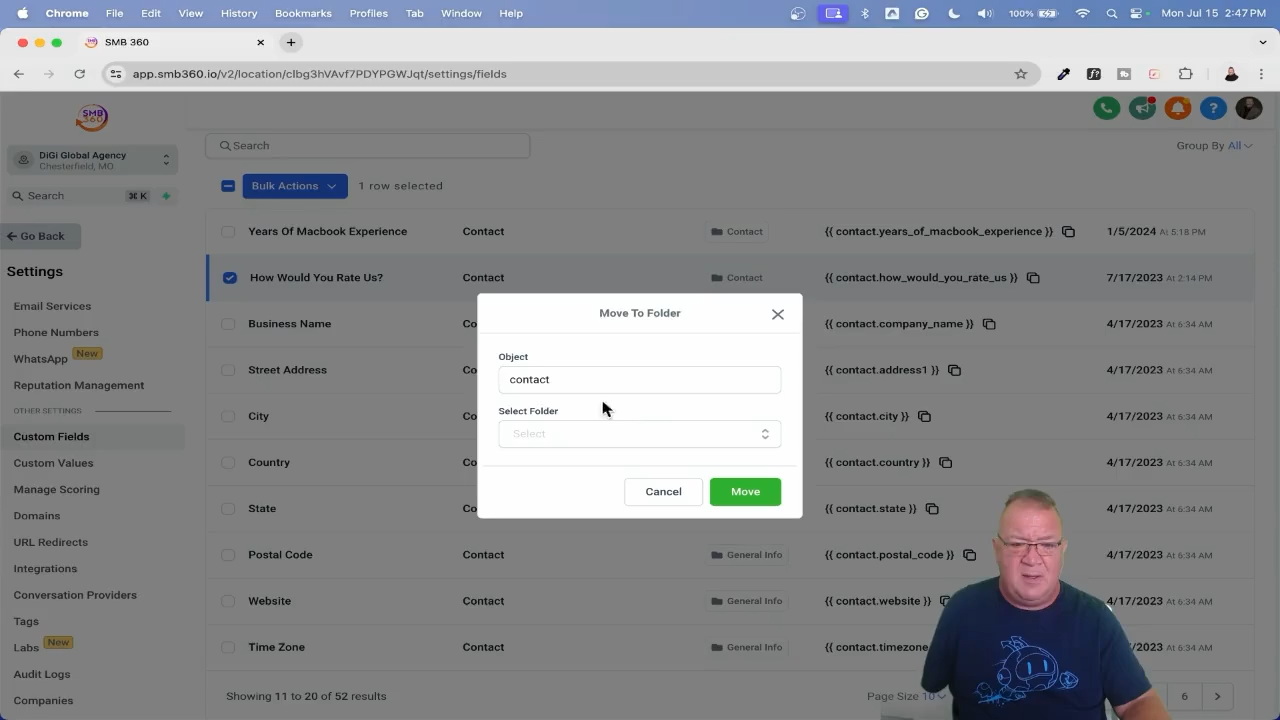 Chrome File Edit View History Bookmarks Profiles Tab Window Help 100% Mon Jul 15 2:47 PM
SMB 360
app.smb360.io/v2/location/clbg3hVAvf7PDYPGWJqt/settings/fields
SMB 360
DiGi Global Agency
Chesterfield, MO
Search ⌘ K
Go Back
Settings
Email Services
Phone Numbers
WhatsApp New
Reputation Management
OTHER SETTINGS
Custom Fields
Custom Values
Manage Scoring
Domains
URL Redirects
Integrations
Conversation Providers
Tags
Labs New
Audit Logs
Companies
Search Group By All
Bulk Actions 1 row selected
Years Of Macbook Experience Contact Contact {{ contact.years_of_macbook_experience }} 1/5/2024 At 5:18 PM
How Would You Rate Us? Contact Contact {{ contact.how_would_you_rate_us }} 7/17/2023 At 2:14 PM
Business Name Co {{ contact.company_name }} 4/17/2023 At 6:34 AM
Street Address Co {{ contact.address1 }} 4/17/2023 At 6:34 AM
City Co {{ contact.city }} 4/17/2023 At 6:34 AM
Country Co {{ contact.country }} 4/17/2023 At 6:34 AM
State Co {{ contact.state }} 4/17/2023 At 6:34 AM
Postal Code Contact General Info {{ contact.postal_code }} 4/17/2023 At 6:34 AM
Website Contact General Info {{ contact.website }} 4/17/2023 At 6:34 AM
Time Zone Contact General Info {{ contact.timezone 4/17/2023 At 6:34 AM
Showing 11 to 20 of 52 results Page Size 10 6
Move To Folder
Object
contact
Select Folder
Select
Cancel Move